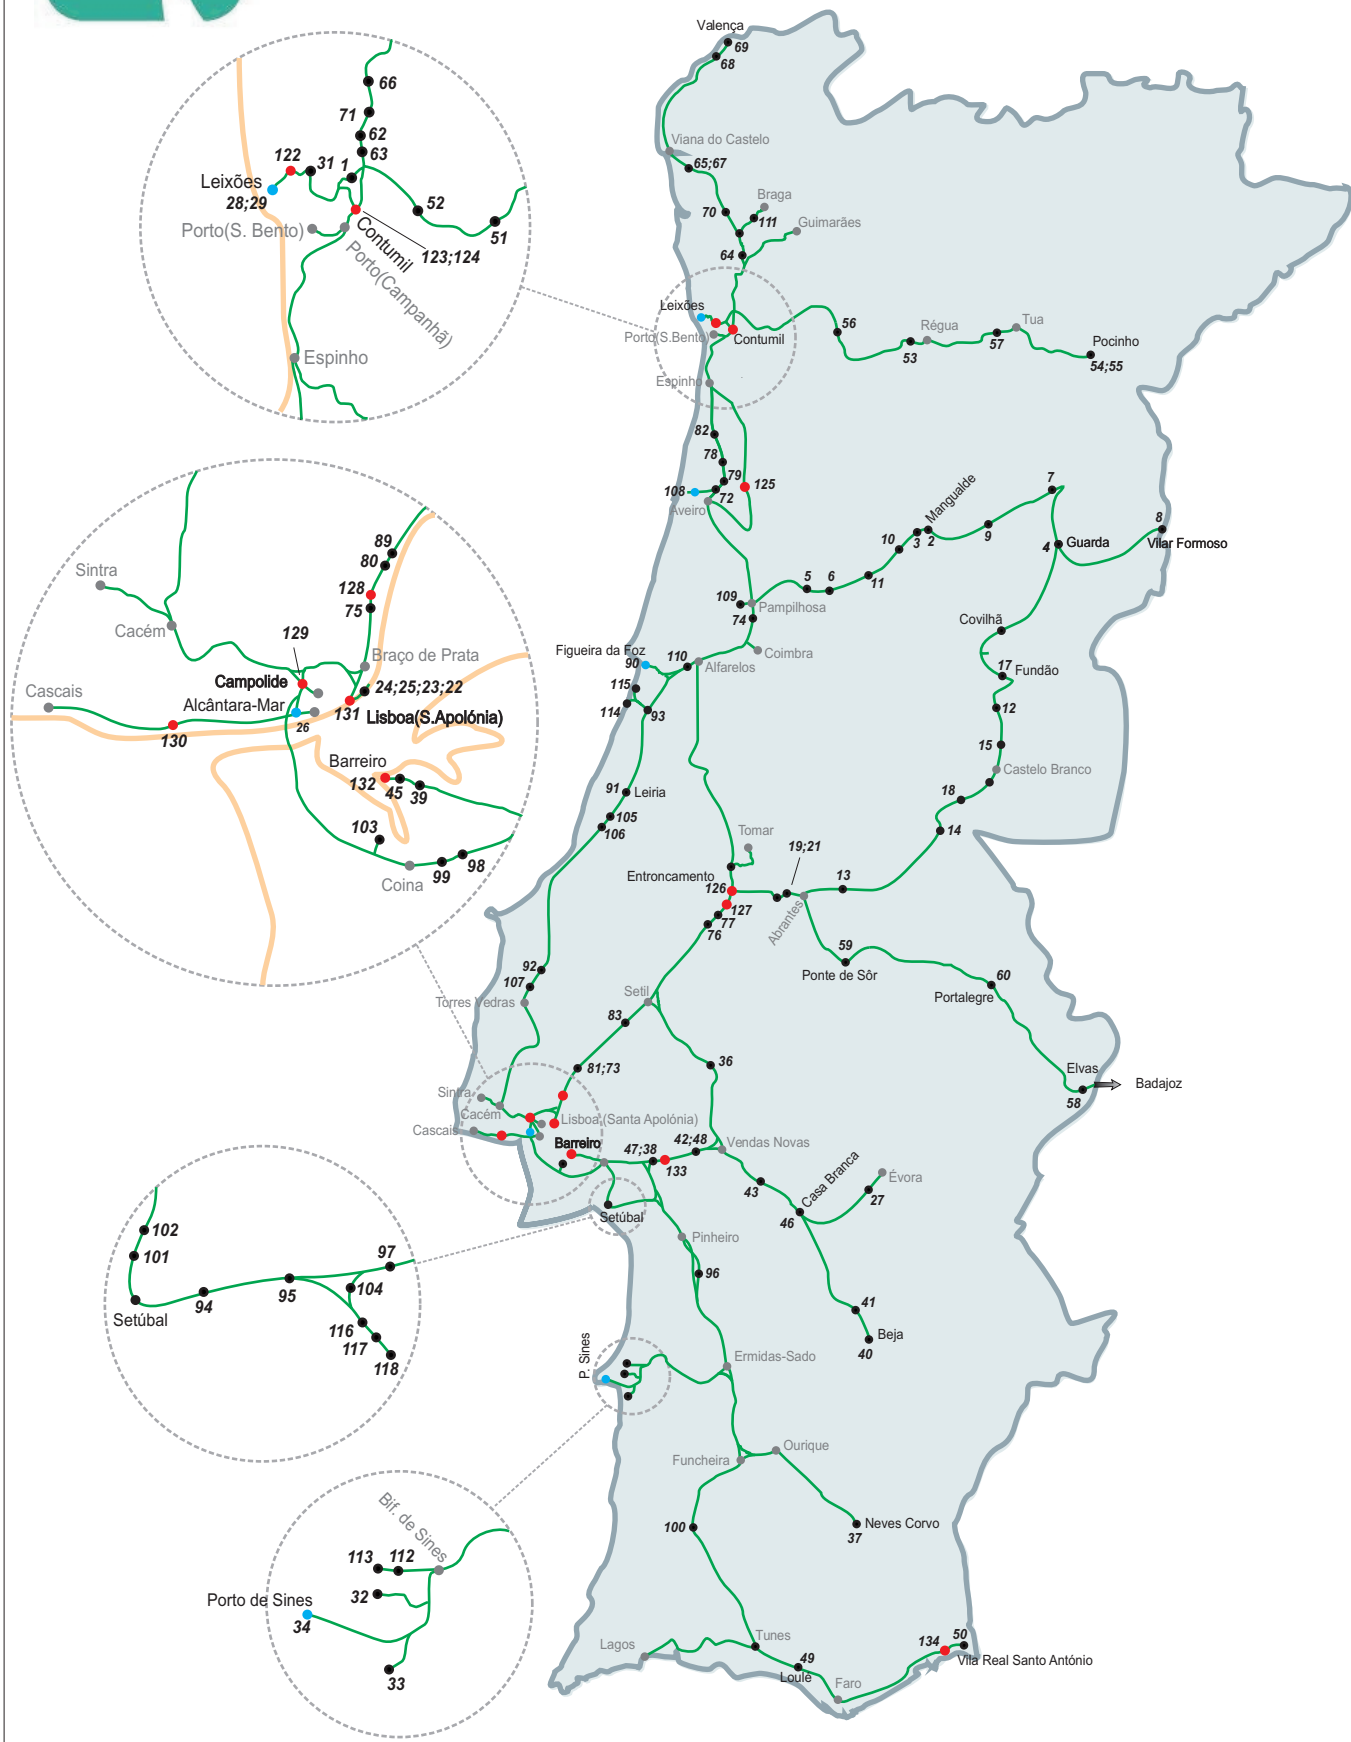 Valença
69
68
66
71
62
63
122
31
1
Leixões
28;29
52
51
Porto(S. Bento)
Contumil
123;124
Porto(Campanhã)
Espinho
Viana do Castelo
65;67
Braga
70
111
Guimarães
64
Leixões
Porto(S.Bento)
Contumil
56
Régua
Tua
53
57
Pocinho
54;55
Espinho
82
78
79
125
108
72
Aveiro
7
Mangualde
8
10
3
2
9
4
Guarda
Vilar Formoso
5
6
11
109
Pampilhosa
74
Covilhã
Figueira da Foz
90
110
Alfarelos
Coimbra
17
Fundão
115
114
93
12
15
Castelo Branco
91
Leiria
18
105
106
14
Tomar
19;21
Entroncamento
126
13
127
77
76
Abrantes
59
Ponte de Sôr
60
Portalegre
92
107
Torres Vedras
Setil
83
36
81;73
Elvas
58
Badajoz
Sintra
Cacém
Lisboa (Santa Apolónia)
Cascais
Barreiro
47;38
42;48
133
Vendas Novas
43
Casa Branca
Évora
27
46
Setúbal
Pinheiro
96
41
Beja
40
P. Sines
Ermidas-Sado
Ourique
Funcheira
100
Neves Corvo
37
Tunes
Lagos
49
Loulé
Faro
134
50
Vila Real Santo António
89
80
128
75
Sintra
Cacém
129
Braço de Prata
Campolide
24;25;23;22
Cascais
Alcântara-Mar
26
131
Lisboa(S.Apolónia)
130
Barreiro
132
45
39
103
99
98
Coina
102
101
97
94
95
104
Setúbal
116
117
118
Bif. de Sines
113
112
32
Porto de Sines
34
33